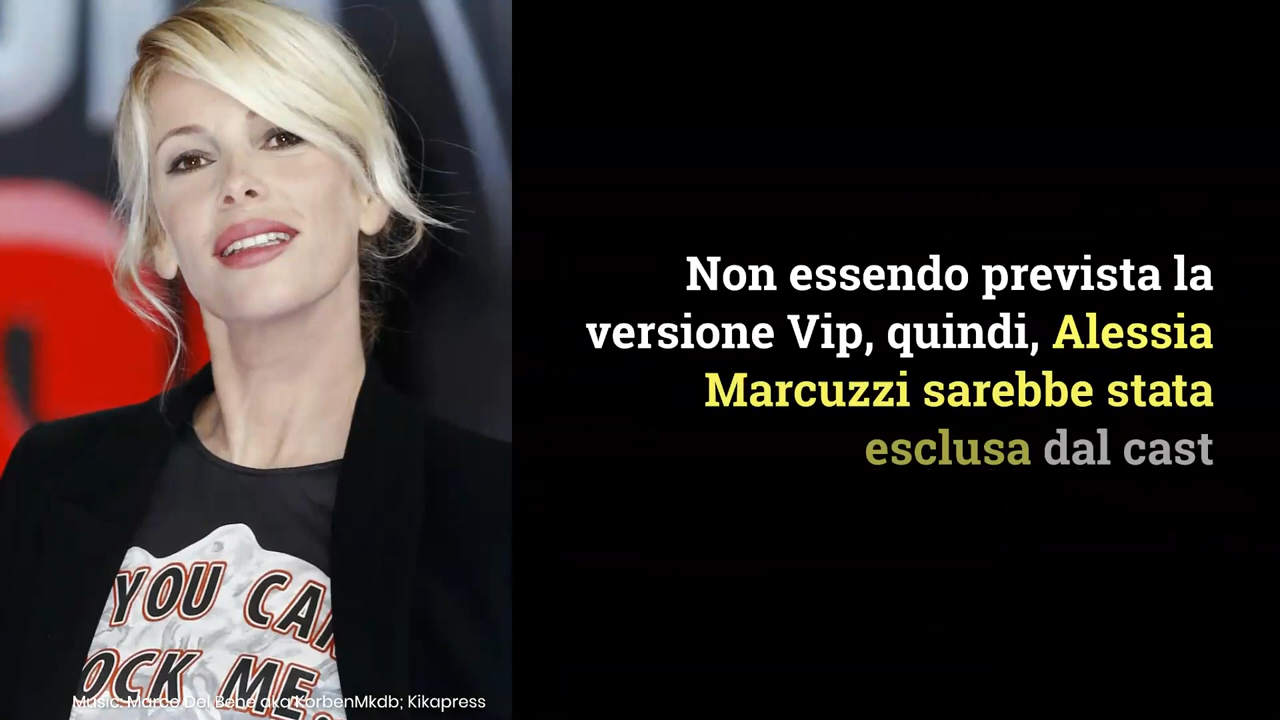 Non essendo prevista la
versione Vip, quindi, Alessia
Marcuzzi sarebbe stata
esclusa dal cast
YOU CAN
OCK ME.
Music: Marco Del Bene aka KorbenMkdb; Kikapress